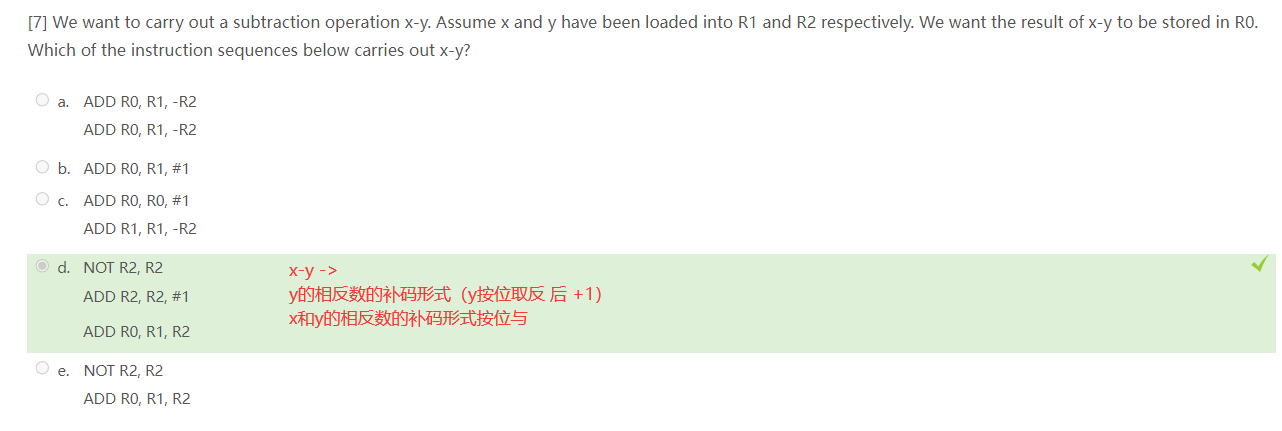 [7] We want to carry out a subtraction operation x-y. Assume x and y have been loaded into R1 and R2 respectively. We want the result of x-y to be stored in R0.
Which of the instruction sequences below carries out x-y?
a. ADD R0, R1, -R2
ADD R0, R1, -R2
b. ADD R0, R1, #1
c. ADD R0, R0, #1
ADD R1, R1, -R2
d. NOT R2, R2
x-y ->
ADD R2, R2, #1
y的相反数的补码形式（y按位取反 后 +1）
x和y的相反数的补码形式按位与
ADD R0, R1, R2
e. NOT R2, R2
ADD R0, R1, R2